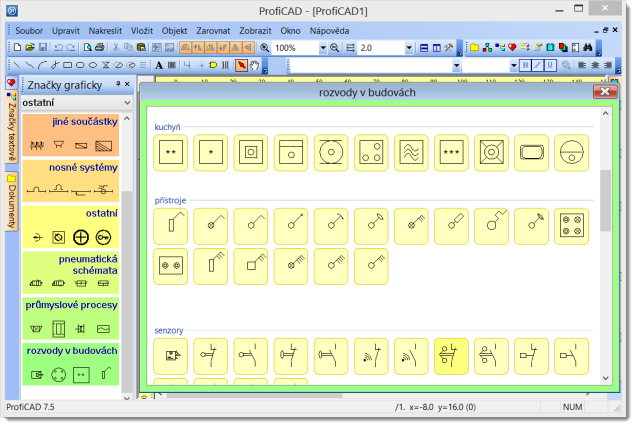 ProfiCAD - [ProfiCAD1]
Soubor Upravit Nakreslit Vložit Objekt Zarovnat Zobrazit Okno Nápověda
100% 2.0
Značky graficky
ostatní
Značky textově
Dokumenty
jiné součástky
nosné systémy
ostatní
pneumatická
schémata
průmyslové procesy
rozvody v budovách
rozvody v budovách
kuchyň
přístroje
senzory
ProfiCAD 7.5 /1. x=-8.0 y=16.0 (0) NUM